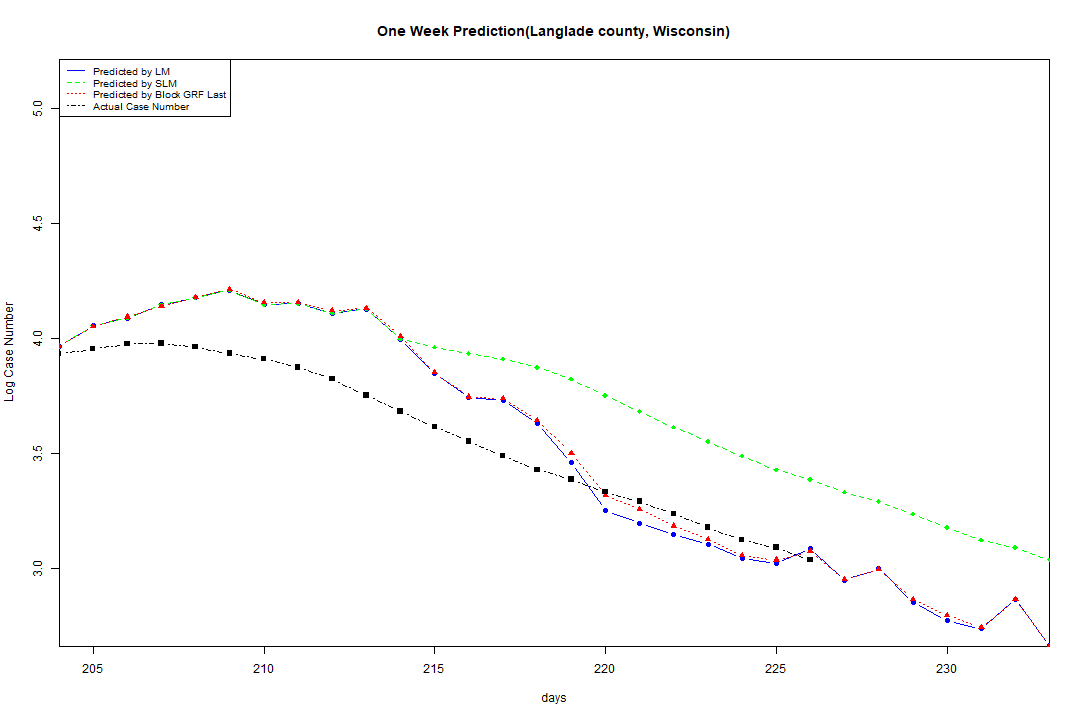 One Week Prediction(Langlade county, Wisconsin)
Predicted by LM
Predicted by SLM
Predicted by Block GRF Last
Actual Case Number
5.0
4.5
4.0
3.5
3.0
Log Case Number
205 210 215 220 225 230
days